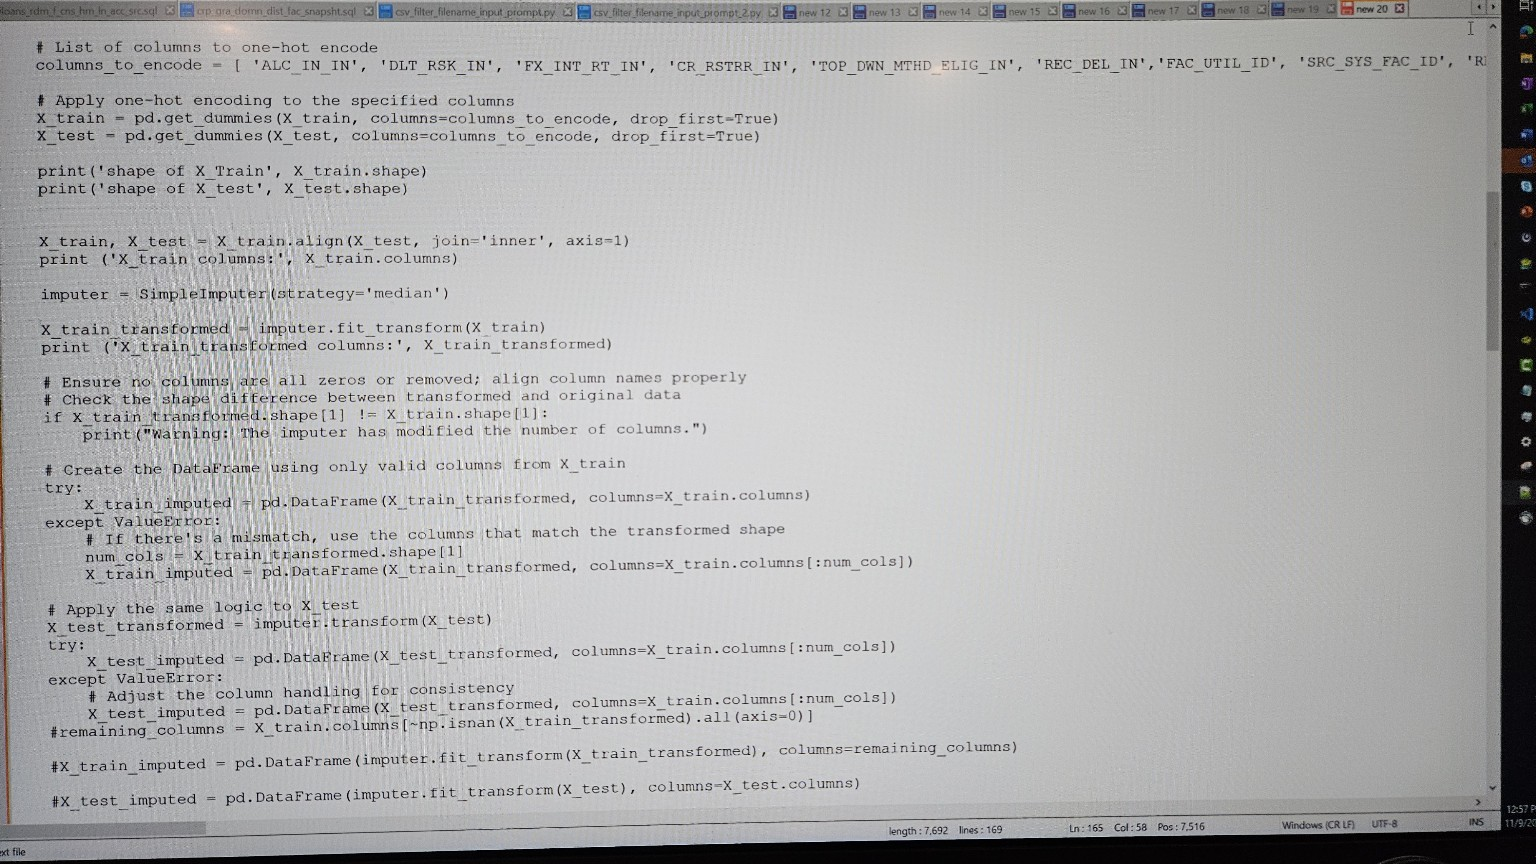 crp_gra_domn_dist_fac_snapsht.sql csv_filter_filename_input_prompt.py csv_filter_filename_input_prompt_2.py new 12 new 13 new 14 new 15 new 16 new 17 new 18 new 19 new 20
# List of columns to one-hot encode
columns_to_encode = [ 'ALC_IN_IN', 'DLT_RSK_IN', 'FX_INT_RT_IN', 'CR_RSTRR_IN', 'TOP_DWN_MTHD_ELIG_IN', 'REC_DEL_IN','FAC_UTIL_ID', 'SRC_SYS_FAC_ID',
# Apply one-hot encoding to the specified columns
X_train = pd.get_dummies(X_train, columns=columns_to_encode, drop_first=True)
X_test = pd.get_dummies(X_test, columns=columns_to_encode, drop_first=True)
print('shape of X_Train', X_train.shape)
print('shape of X_test', X_test.shape)
X_train, X_test = X_train.align(X_test, join='inner', axis=1)
print ('X_train columns:', X_train.columns)
imputer = SimpleImputer(strategy='median')
X_train_transformed = imputer.fit_transform(X_train)
print ('X_train_transformed columns:', X_train_transformed)
# Ensure no columns are all zeros or removed; align column names properly
# Check the shape difference between transformed and original data
if X_train_transformed.shape[1] != X_train.shape[1]:
print("Warning: The imputer has modified the number of columns.")
# Create the DataFrame using only valid columns from X_train
try:
X_train_imputed = pd.DataFrame(X_train_transformed, columns=X_train.columns)
except ValueError:
# If there's a mismatch, use the columns that match the transformed shape
num_cols = X_train_transformed.shape[1]
X_train_imputed = pd.DataFrame(X_train_transformed, columns=X_train.columns[:num_cols])
# Apply the same logic to X_test
X_test_transformed = imputer.transform(X_test)
try:
X_test_imputed = pd.DataFrame(X_test_transformed, columns=X_train.columns[:num_cols])
except ValueError:
# Adjust the column handling for consistency
X_test_imputed = pd.DataFrame(X_test_transformed, columns=X_train.columns[:num_cols])
#remaining_columns = X_train.columns[~np.isnan(X_train_transformed).all(axis=0)]
#X_train_imputed = pd.DataFrame(imputer.fit_transform(X_train_transformed), columns=remaining_columns)
#X_test_imputed = pd.DataFrame(imputer.fit_transform(X_test), columns=X_test.columns)
length : 7,692 lines : 169 Ln : 165 Col : 58 Pos : 7,516 Windows (CR LF) UTF-8 INS
12:57
11/9/20
file